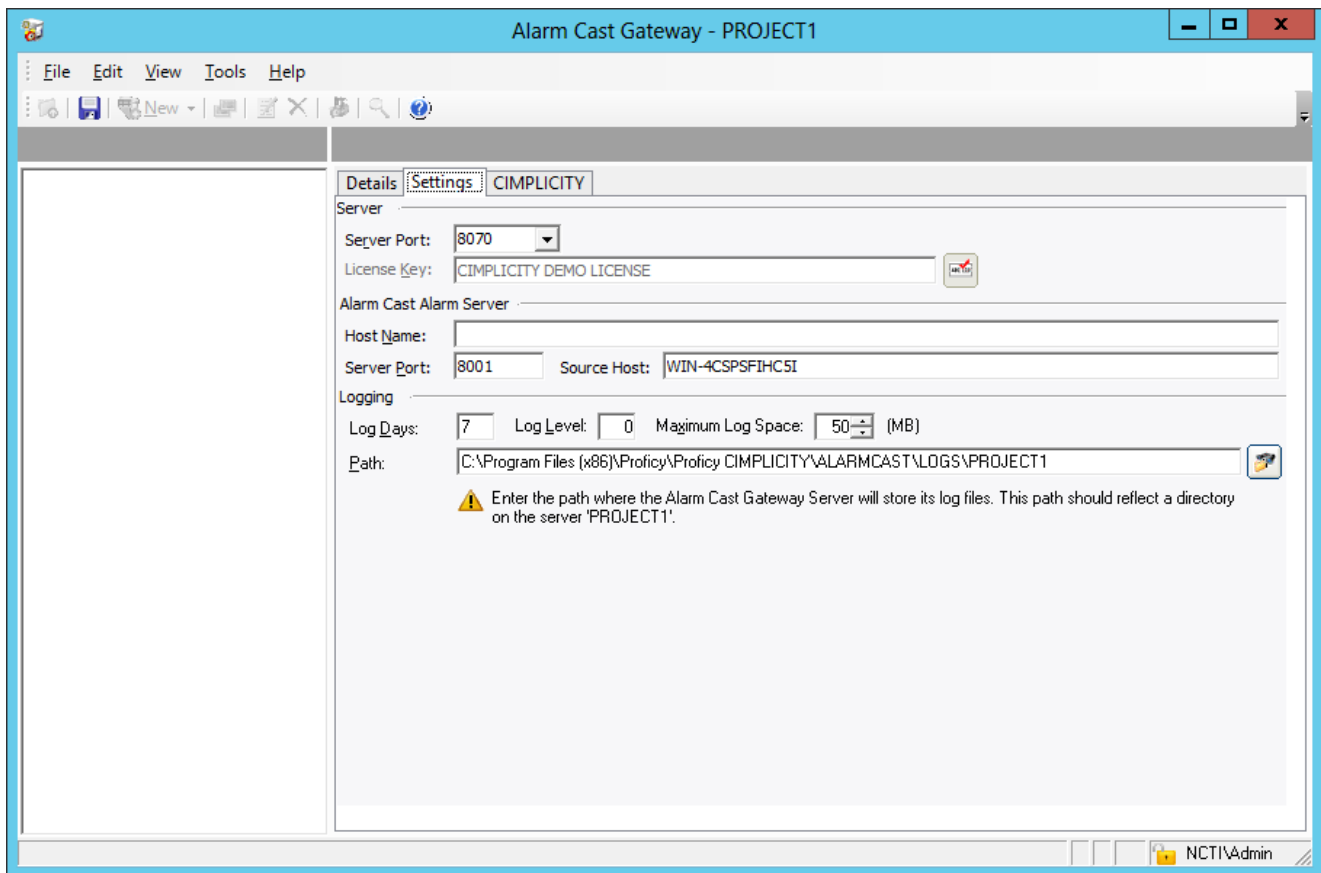 Alarm Cast Gateway - PROJECT1
File Edit View Tools Help
New
Details Settings CIMPLICITY
Server
Server Port: 8070
License Key: CIMPLICITY DEMO LICENSE
Alarm Cast Alarm Server
Host Name:
Server Port: 8001 Source Host: WIN-4CSPSFIHC5I
Logging
Log Days: 7 Log Level: 0 Maximum Log Space: 50 (MB)
Path: C:\Program Files (x86)\Proficy\Proficy CIMPLICITY\ALARMCAST\LOGS\PROJECT1
Enter the path where the Alarm Cast Gateway Server will store its log files. This path should reflect a directory
on the server 'PROJECT1'.
NCTI\Admin